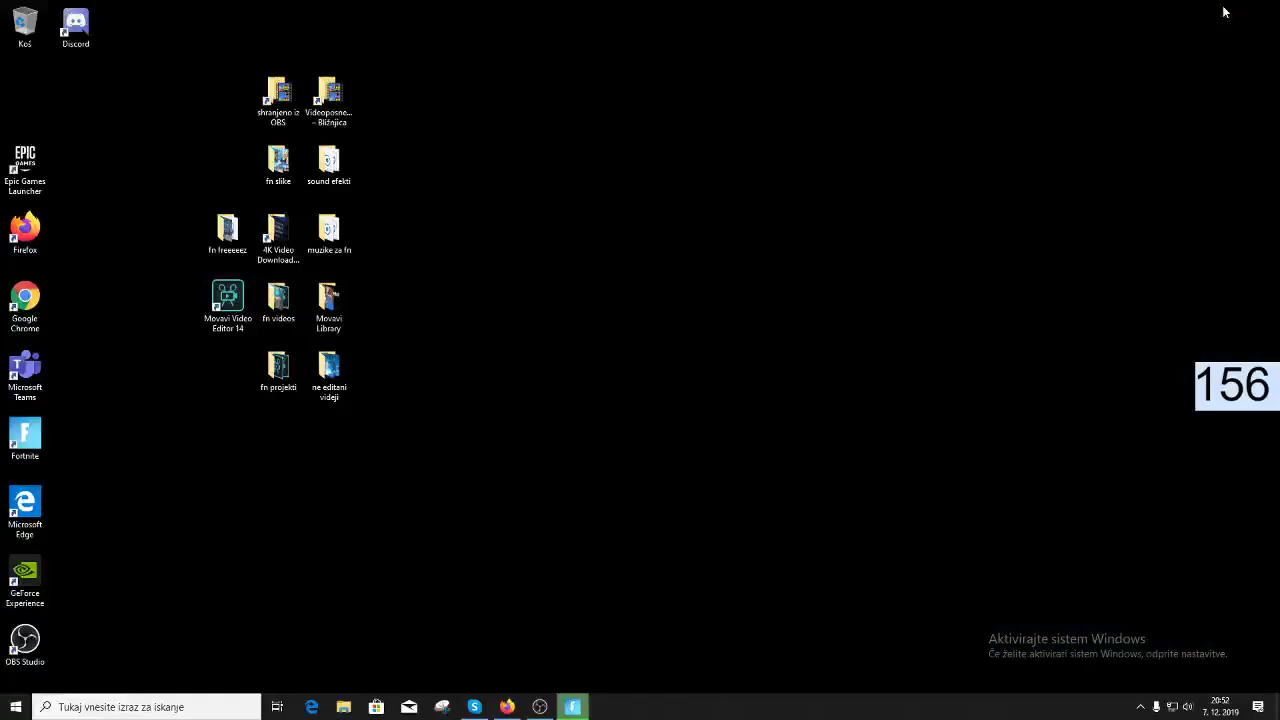 Koš
Discord
shranjeno iz
OBS
Videoposne...
– Bližnjica
EPIC
GAMES
Epic Games
Launcher
fn slike
sound efekti
Firefox
fn freeeeez
4K Video
Download...
muzike za fn
Google
Chrome
Movavi Video
Editor 14
fn videos
Movavi
Library
Microsoft
Teams
fn projekti
ne editani
videji
156
Fortnite
Microsoft
Edge
GeForce
Experience
OBS Studio
Aktivirajte sistem Windows
Če želite aktivirati sistem Windows, odprite nastavitve.
Tukaj vnesite izraz za iskanje
20:52
7. 12. 2019